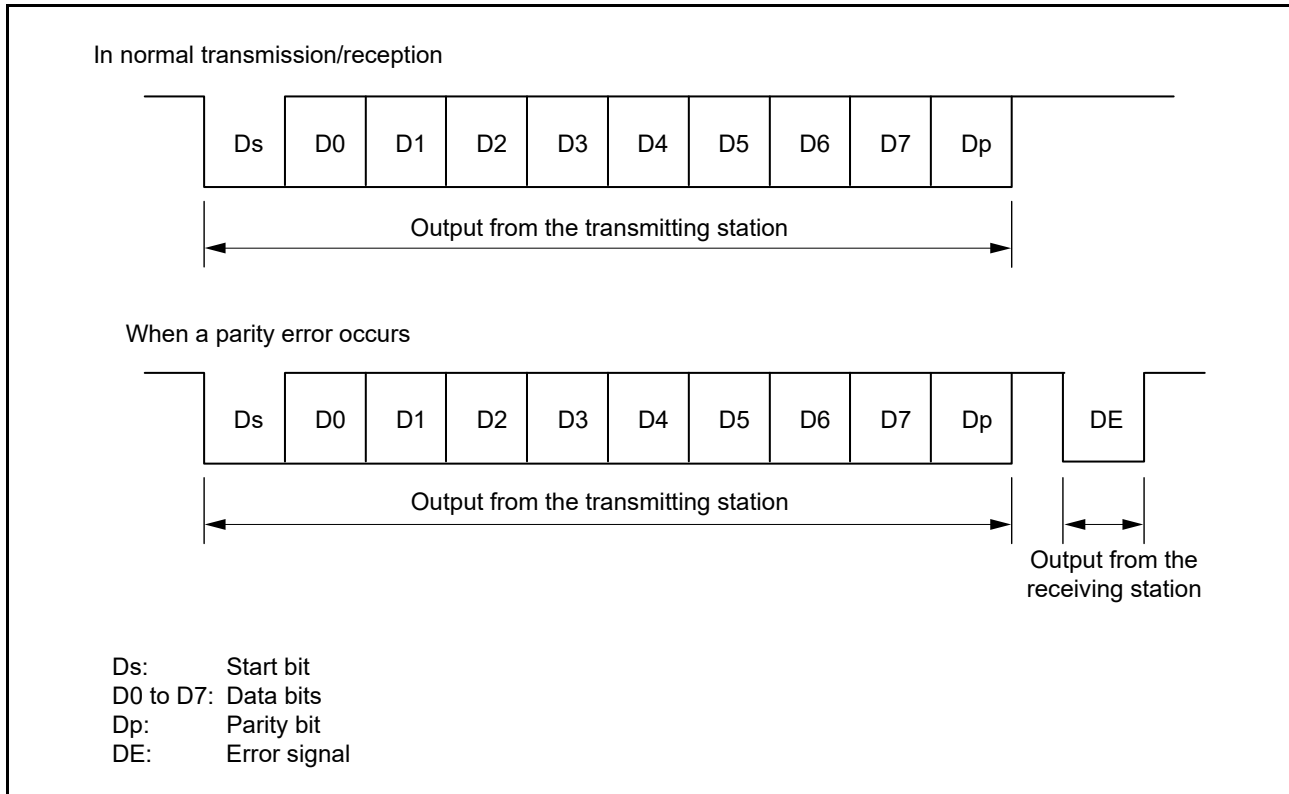 In normal transmission/reception
Ds D0 D1 D2 D3 D4 D5 D6 D7 Dp
Output from the transmitting station
When a parity error occurs
Ds D0 D1 D2 D3 D4 D5 D6 D7 Dp DE
Output from the transmitting station
Output from the
receiving station
Ds: Start bit
D0 to D7: Data bits
Dp: Parity bit
DE: Error signal